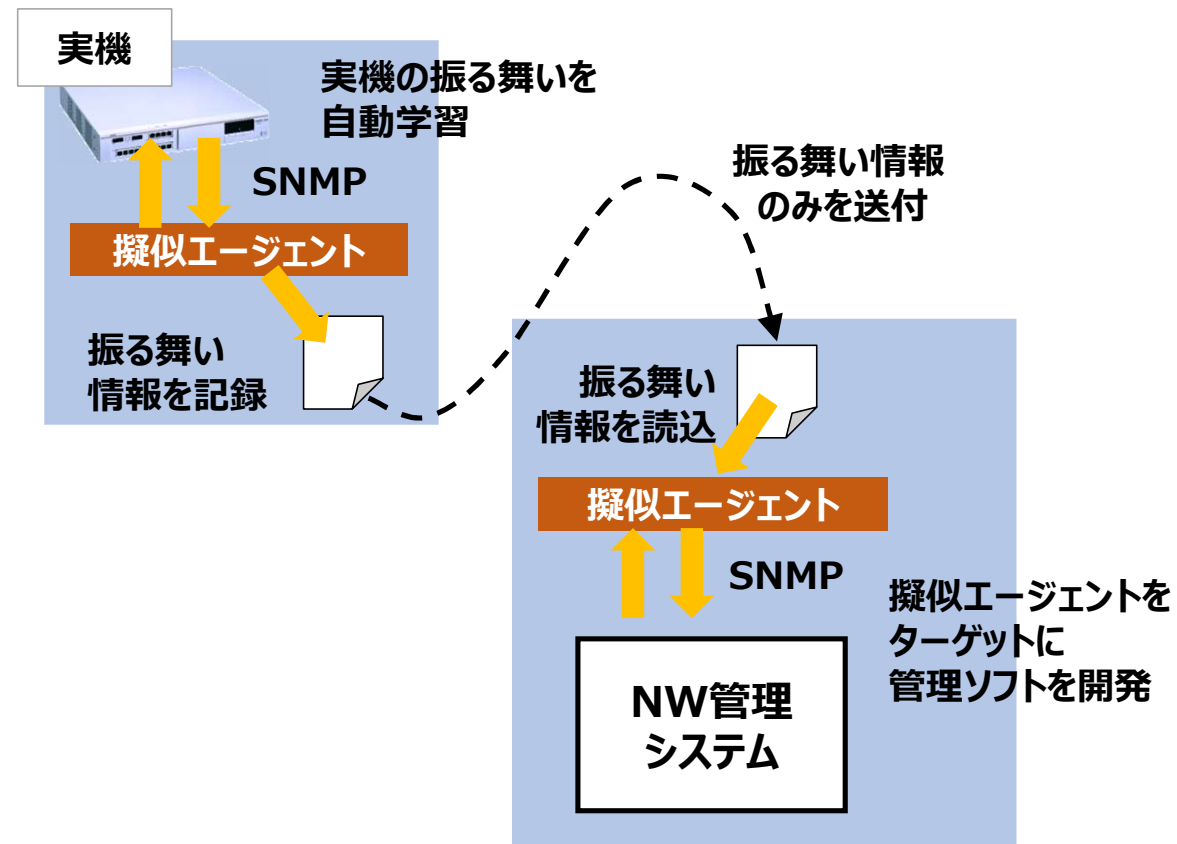 実機
実機の振る舞いを
自動学習
SNMP
擬似エージェント
振る舞い
情報を記録
振る舞い情報
のみを送付
振る舞い
情報を読込
擬似エージェント
SNMP
擬似エージェントを
ターゲットに
管理ソフトを開発
NW管理
システム